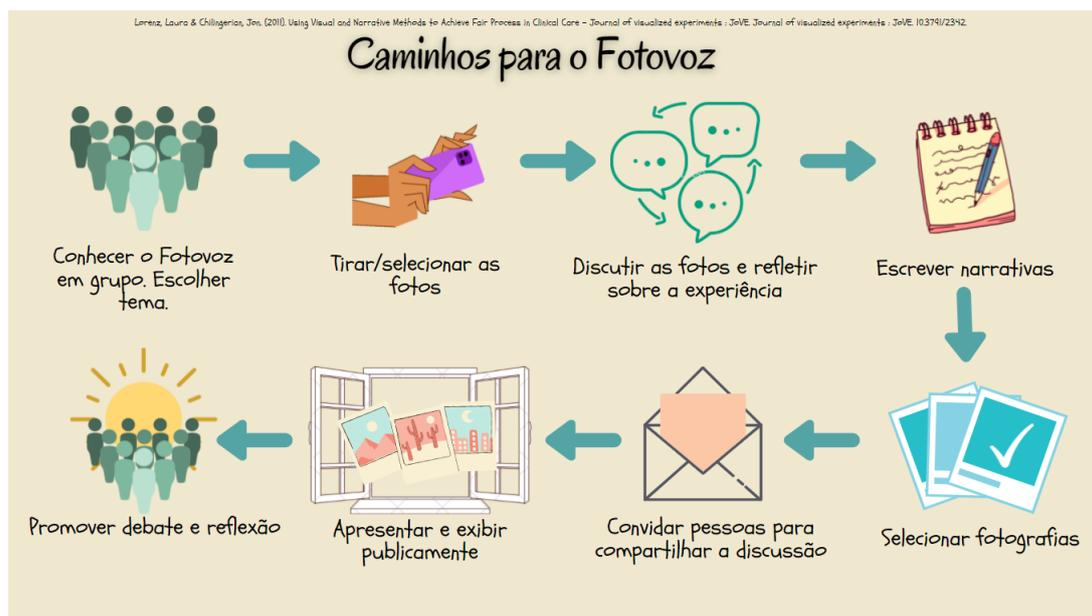 Lorenz, Laura & Chilingerian, Jon. (2011). Using Visual and Narrative Methods to Achieve Fair Process in Clinical Care - Journal of visualized experiments : JoVE. Journal of visualized experiments : JoVE. 10.3791/2342.
Caminhos para o Fotovoz
Conhecer o Fotovoz
em grupo. Escolher
tema.
Tirar/selecionar as
fotos
Discutir as fotos e refletir
sobre a experiência
Escrever narrativas
Promover debate e reflexão
Apresentar e exibir
publicamente
Convidar pessoas para
compartilhar a discussão
Selecionar fotografias